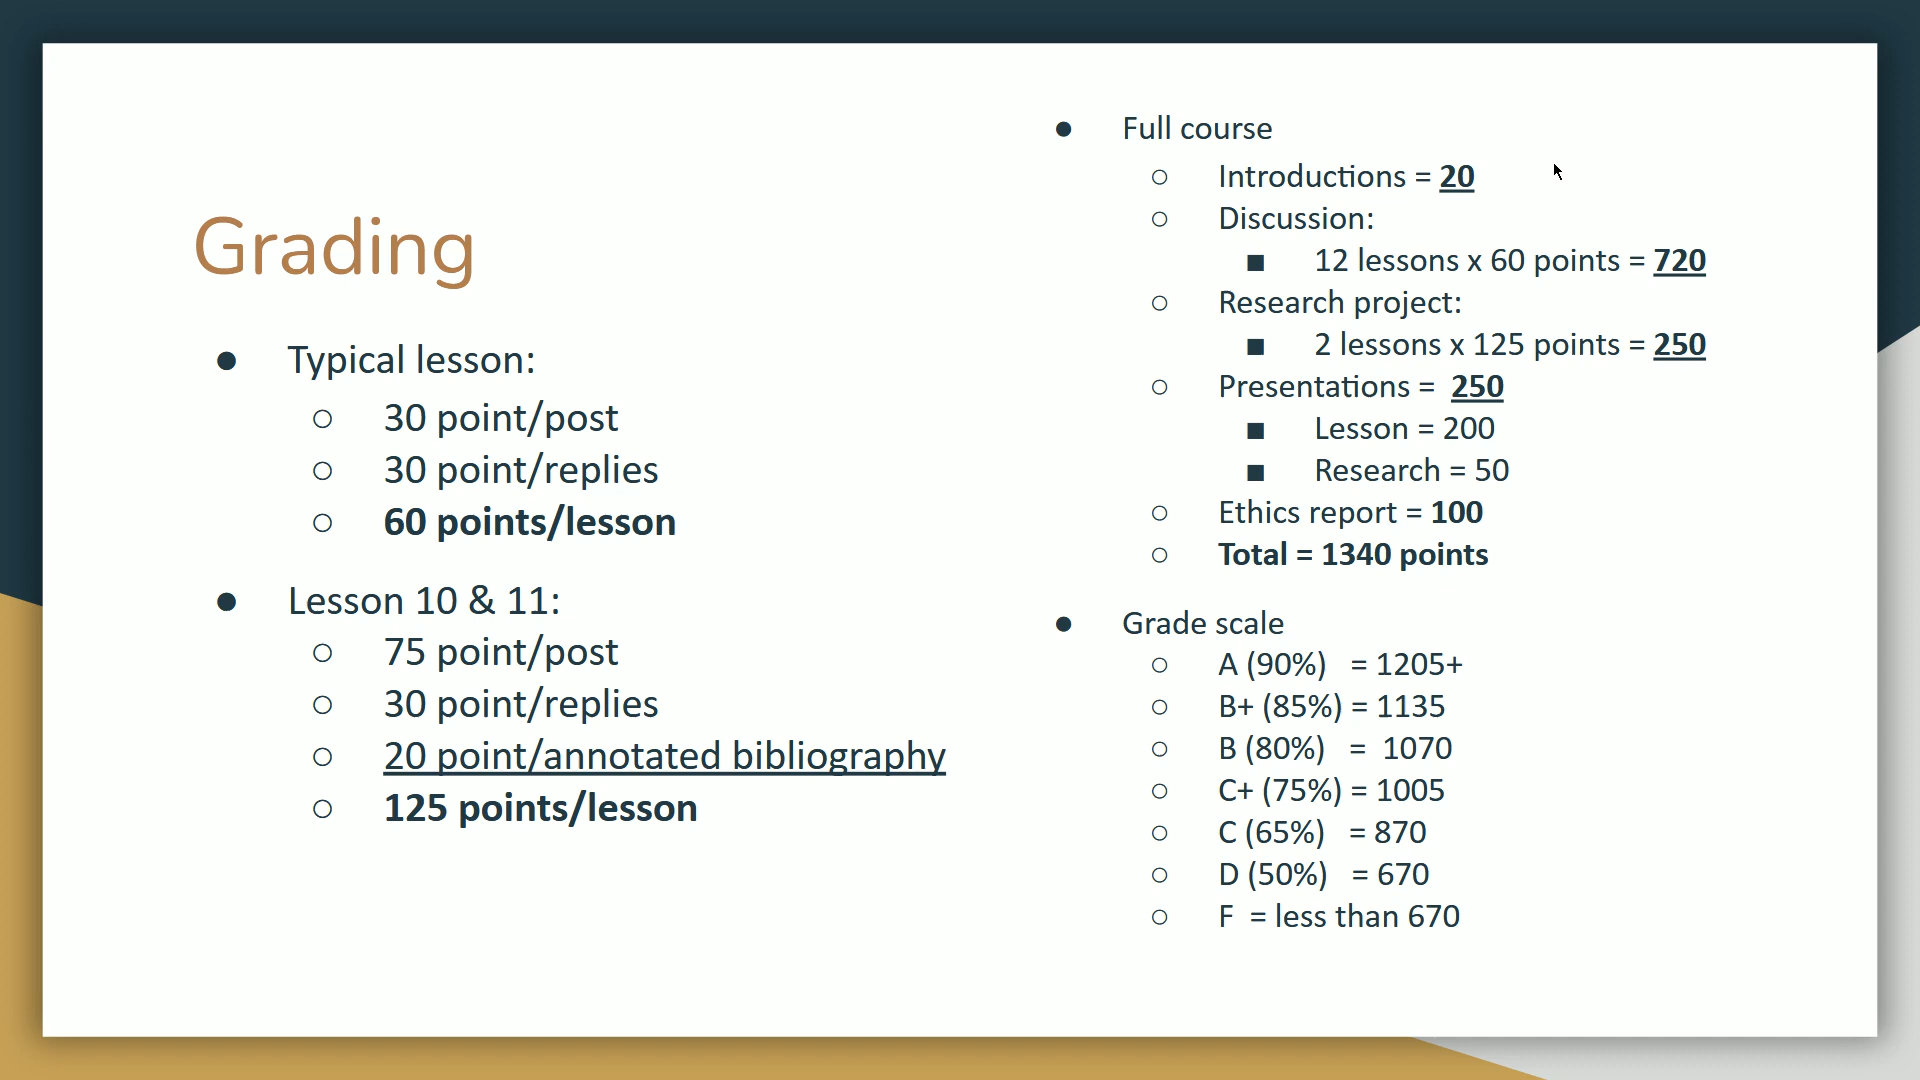 Grading
● Typical lesson:
○ 30 point/post
○ 30 point/replies
○ 60 points/lesson
● Lesson 10 & 11:
○ 75 point/post
○ 30 point/replies
○ 20 point/annotated bibliography
○ 125 points/lesson
● Full course
○ Introductions = 20
○ Discussion:
■ 12 lessons x 60 points = 720
○ Research project:
■ 2 lessons x 125 points = 250
○ Presentations = 250
■ Lesson = 200
■ Research = 50
○ Ethics report = 100
○ Total = 1340 points
● Grade scale
○ A (90%) = 1205+
○ B+ (85%) = 1135
○ B (80%) = 1070
○ C+ (75%) = 1005
○ C (65%) = 870
○ D (50%) = 670
○ F = less than 670